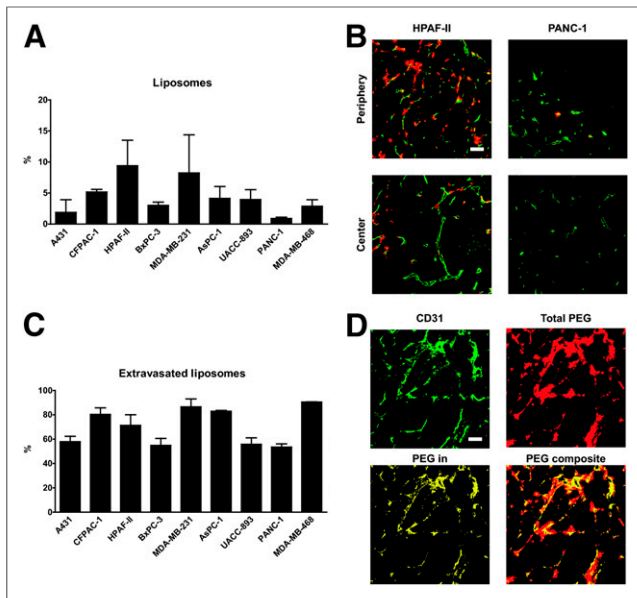 A
Liposomes
20
15
10
5
0
%
A431
CFPAC-1
HPAF-II
BxPC-3
MDA-MB-231
AsPC-1
UACC-893
PANC-1
MDA-MB-468
B
HPAF-II
PANC-1
Periphery
Center
C
Extravasated liposomes
100
80
60
40
20
0
%
A431
CFPAC-1
HPAF-II
BxPC-3
MDA-MB-231
AsPC-1
UACC-893
PANC-1
MDA-MB-468
D
CD31
Total PEG
PEG in
PEG composite